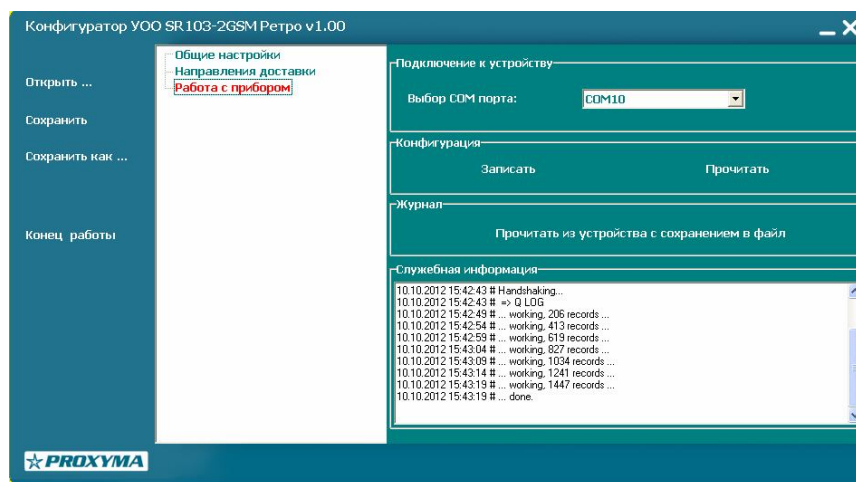 Конфигуратор УОО SR103-2GSM Ретро v1.00
Открыть ...
Сохранить
Сохранить как ...
Конец работы
Общие настройки
Направления доставки
Работа с прибором
Подключение к устройству
Выбор COM порта:
COM10
Конфигурация
Записать
Прочитать
Журнал
Прочитать из устройства с сохранением в файл
Служебная информация
10.10.2012 15:42:43 # Handshaking...
10.10.2012 15:42:43 # => Q LOG
10.10.2012 15:42:49 # ... working, 206 records ...
10.10.2012 15:42:54 # ... working, 413 records ...
10.10.2012 15:42:59 # ... working, 619 records ...
10.10.2012 15:43:04 # ... working, 827 records ...
10.10.2012 15:43:09 # ... working, 1034 records ...
10.10.2012 15:43:14 # ... working, 1241 records ...
10.10.2012 15:43:19 # ... working, 1447 records ...
10.10.2012 15:43:19 # ... done.
PROXYMA